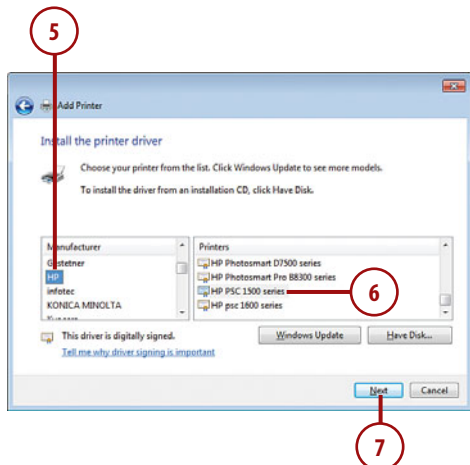 5
Add Printer
Install the printer driver
Choose your printer from the list. Click Windows Update to see more models.
To install the driver from an installation CD, click Have Disk.
Manufacturer
Gestetner
HP
infotec
KONICA MINOLTA
Printers
HP Photosmart D7500 series
HP Photosmart Pro B8300 series
HP PSC 1500 series
HP psc 1600 series
6
This driver is digitally signed.
Tell me why driver signing is important
Windows Update
Have Disk...
Next
Cancel
7